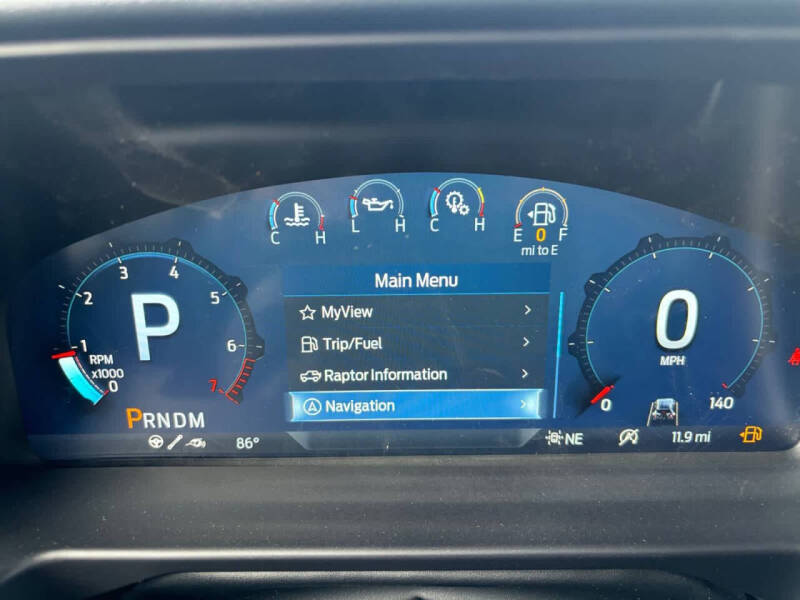 C H
L H
C H
E 0 F
mi to E
Main Menu
MyView
Trip/Fuel
Raptor Information
Navigation
0 1 2 3 4 5 6 7
P
RPM
x1000
PRNDM
86°
0
MPH
0 140
NE
11.9 mi